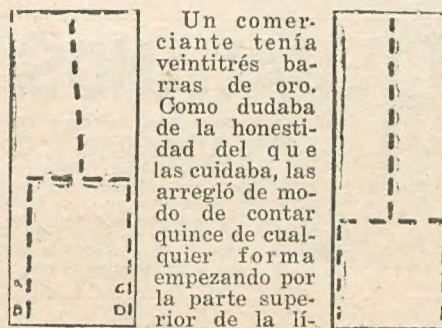 Un comer-
ciante tenía
veintitrés ba-
rras de oro.
Como dudaba
de la honesti-
dad del que
las cuidaba, las
arregló de mo-
do de contar
quince de cual-
quier forma
empezando por
la parte supe-
rior de la lí-
A C
B D